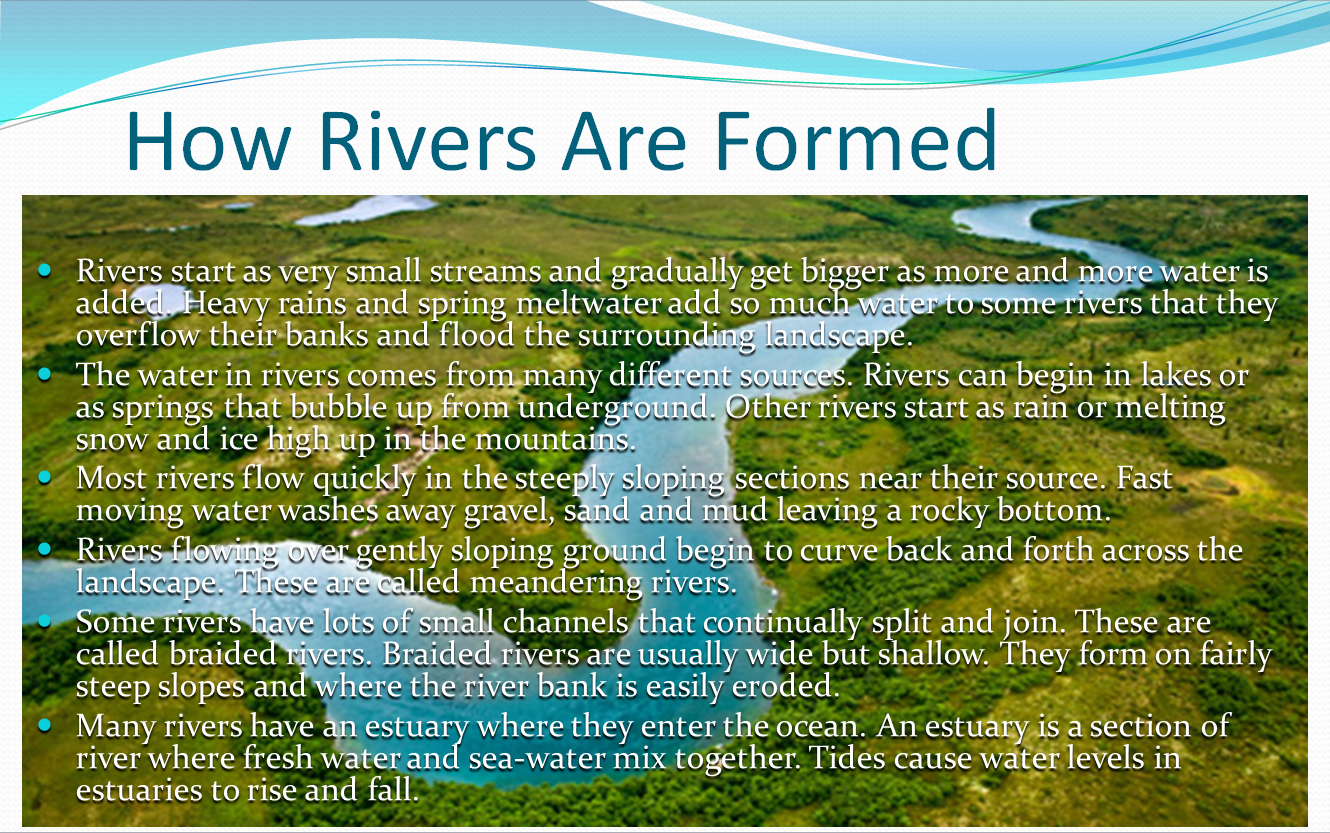 How Rivers Are Formed
• Rivers start as very small streams and gradually get bigger as more and more water is
added. Heavy rains and spring meltwater add so much water to some rivers that they
overflow their banks and flood the surrounding landscape.
• The water in rivers comes from many different sources. Rivers can begin in lakes or
as springs that bubble up from underground. Other rivers start as rain or melting
snow and ice high up in the mountains.
• Most rivers flow quickly in the steeply sloping sections near their source. Fast
moving water washes away gravel, sand and mud leaving a rocky bottom.
• Rivers flowing over gently sloping ground begin to curve back and forth across the
landscape. These are called meandering rivers.
• Some rivers have lots of small channels that continually split and join. These are
called braided rivers. Braided rivers are usually wide but shallow. They form on fairly
steep slopes and where the river bank is easily eroded.
• Many rivers have an estuary where they enter the ocean. An estuary is a section of
river where fresh water and sea-water mix together. Tides cause water levels in
estuaries to rise and fall.